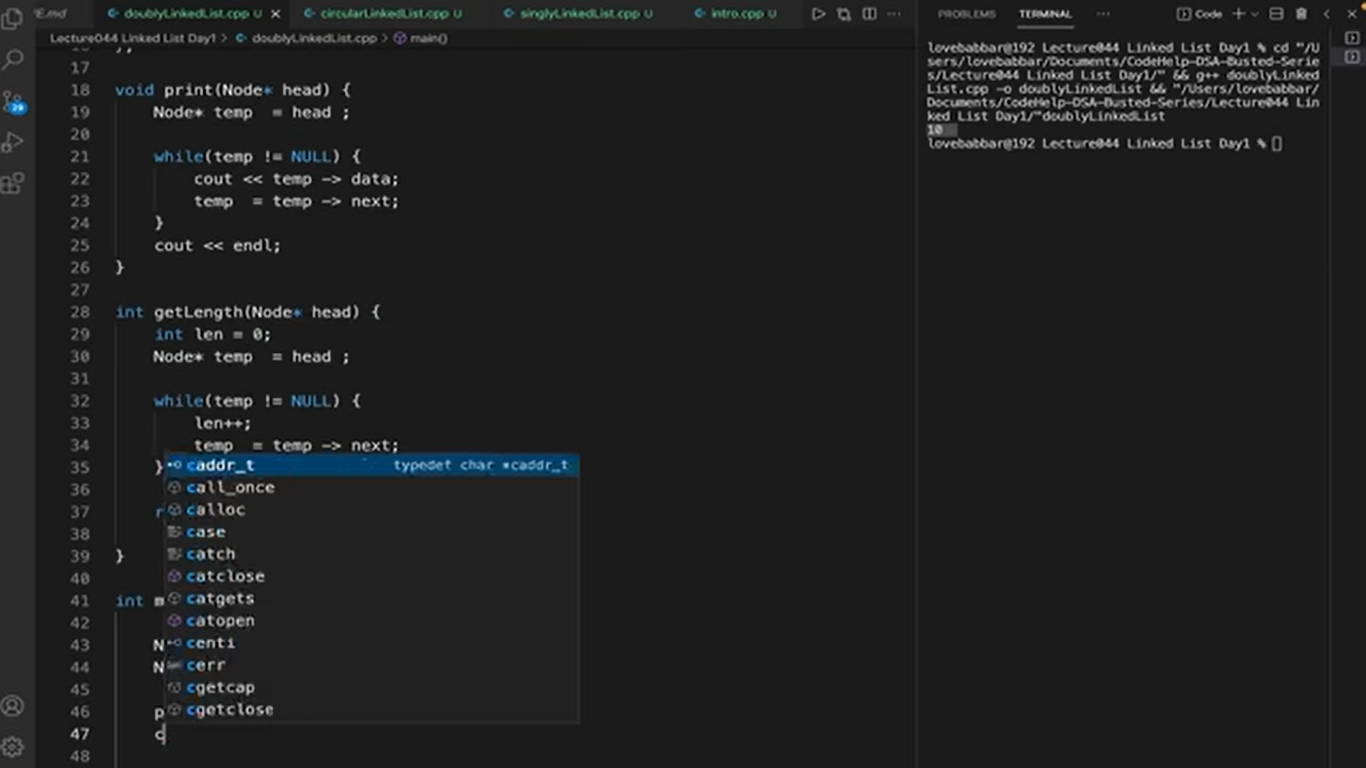 E.md doublyLinkedList.cpp U × circularLinkedList.cpp U singlyLinkedList.cpp U intro.cpp U ...
PROBLEMS TERMINAL ... Code
Lecture044 Linked List Day1 > doublyLinkedList.cpp > main()
17
18 void print(Node* head) {
19 Node* temp  = head ;
20
21 while(temp != NULL) {
22 cout << temp -> data;
23 temp  = temp -> next;
24 }
25 cout << endl;
26 }
27
28 int getLength(Node* head) {
29 int len = 0;
30 Node* temp  = head ;
31
32 while(temp != NULL) {
33 len++;
34 temp  = temp -> next;
35 }
36
37 r
38
39 }
40
41 int m
42
43 N
44 N
45
46 p
47 c
48
caddr_t typedef char *caddr_t
call_once
calloc
case
catch
catclose
catgets
catopen
centi
cerr
cgetcap
cgetclose
lovebabbar@192 Lecture044 Linked List Day1 % cd "/U
sers/lovebabbar/Documents/CodeHelp-DSA-Busted-Serie
s/Lecture044 Linked List Day1/" && g++ doublyLinked
List.cpp -o doublyLinkedList && "/Users/lovebabbar/
Documents/CodeHelp-DSA-Busted-Series/Lecture044 Lin
ked List Day1/"doublyLinkedList
10
lovebabbar@192 Lecture044 Linked List Day1 %
29